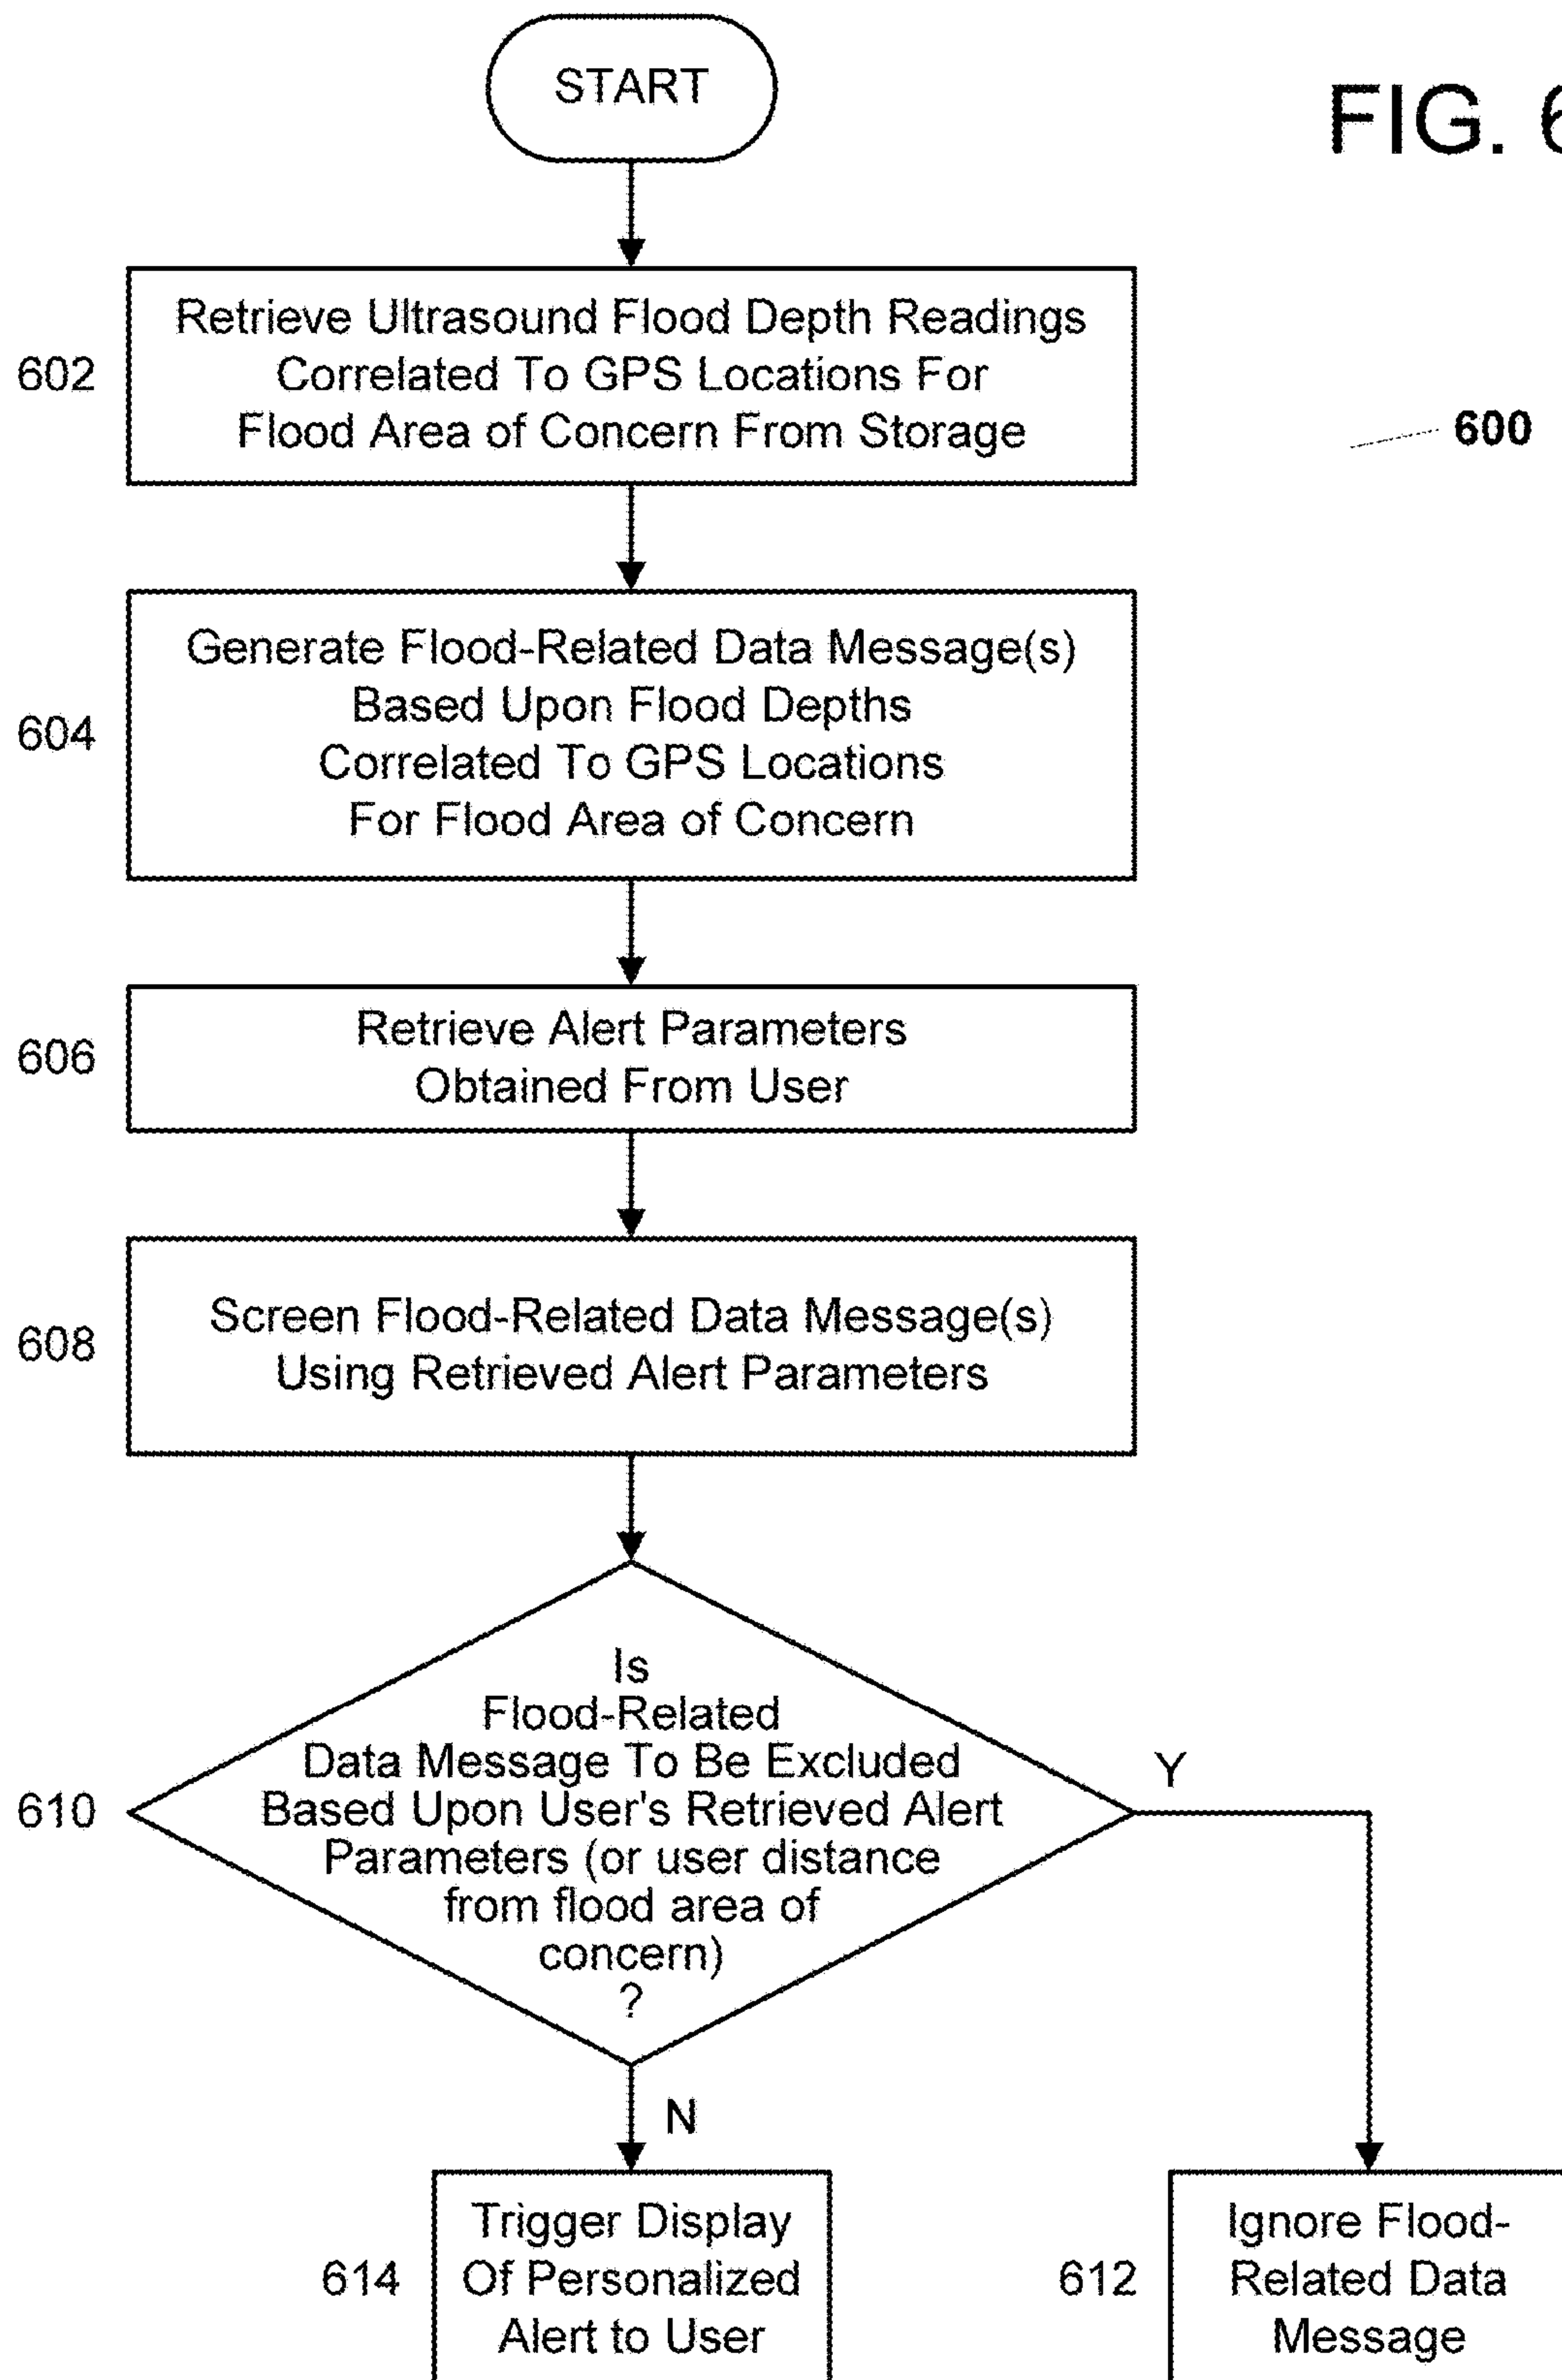 START
FIG. 6
602
Retrieve Ultrasound Flood Depth Readings
Correlated To GPS Locations For
Flood Area of Concern From Storage
600
604
Generate Flood-Related Data Message(s)
Based Upon Flood Depths
Correlated To GPS Locations
For Flood Area of Concern
606
Retrieve Alert Parameters
Obtained From User
608
Screen Flood-Related Data Message(s)
Using Retrieved Alert Parameters
610
Is
Flood-Related
Data Message To Be Excluded
Based Upon User's Retrieved Alert
Parameters (or user distance
from flood area of
concern)
?
Y
N
614
Trigger Display
Of Personalized
Alert to User
612
Ignore Flood-
Related Data
Message